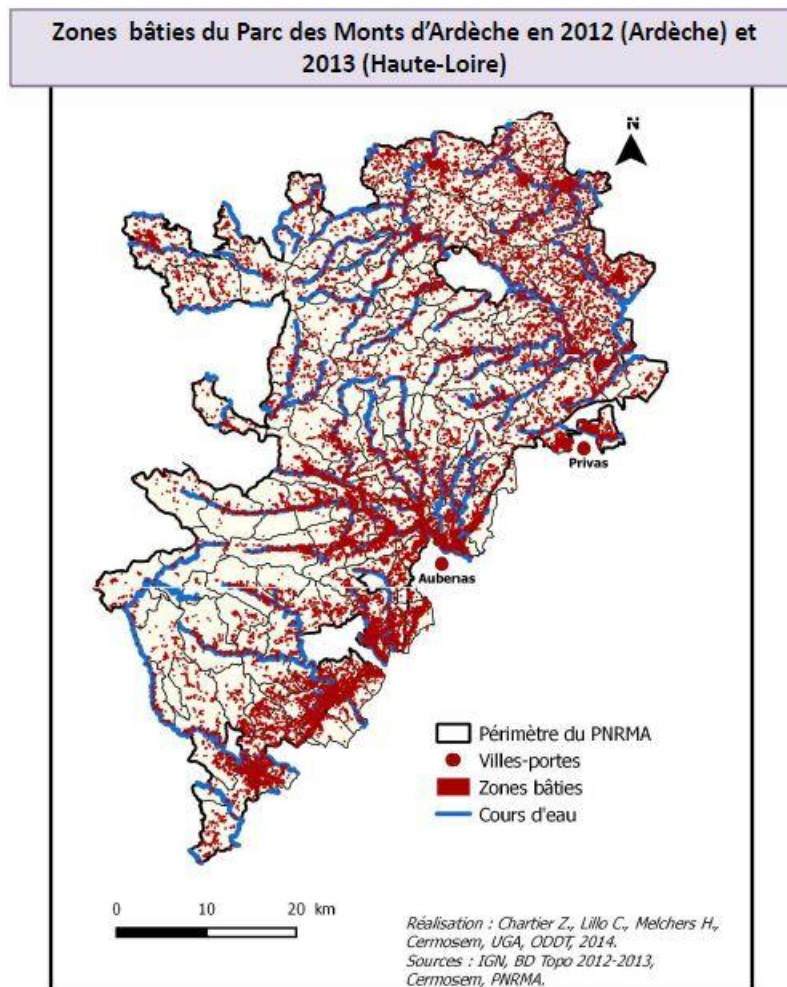 Zones bâties du Parc des Monts d'Ardèche en 2012 (Ardèche) et
2013 (Haute-Loire)
N
Privas
Aubenas
Périmètre du PNRMA
Villes-portes
Zones bâties
Cours d'eau
0 10 20 km
Réalisation : Chartier Z., Lillo C., Melchers H.,
Cermosem, UGA, ODDT, 2014.
Sources : IGN, BD Topo 2012-2013,
Cermosem, PNRMA.